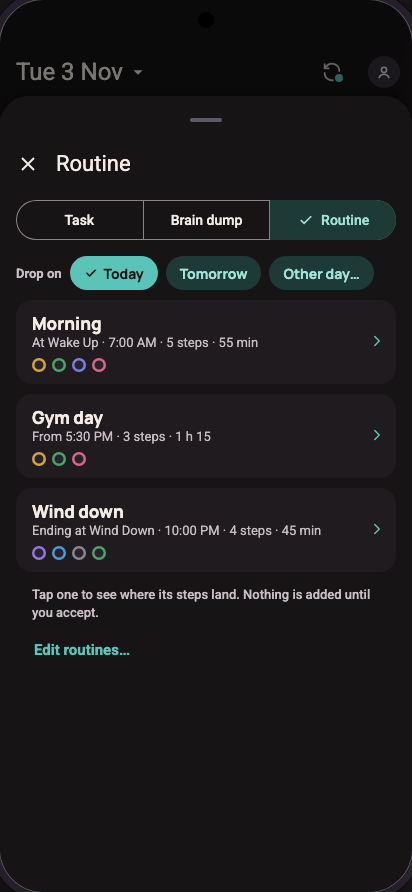 Tue 3 Nov
Routine
Task
Brain dump
Routine
Drop on
Today
Tomorrow
Other day...
Morning
At Wake Up · 7:00 AM · 5 steps · 55 min
Gym day
From 5:30 PM · 3 steps · 1 h 15
Wind down
Ending at Wind Down · 10:00 PM · 4 steps · 45 min
Tap one to see where its steps land. Nothing is added until
you accept.
Edit routines...